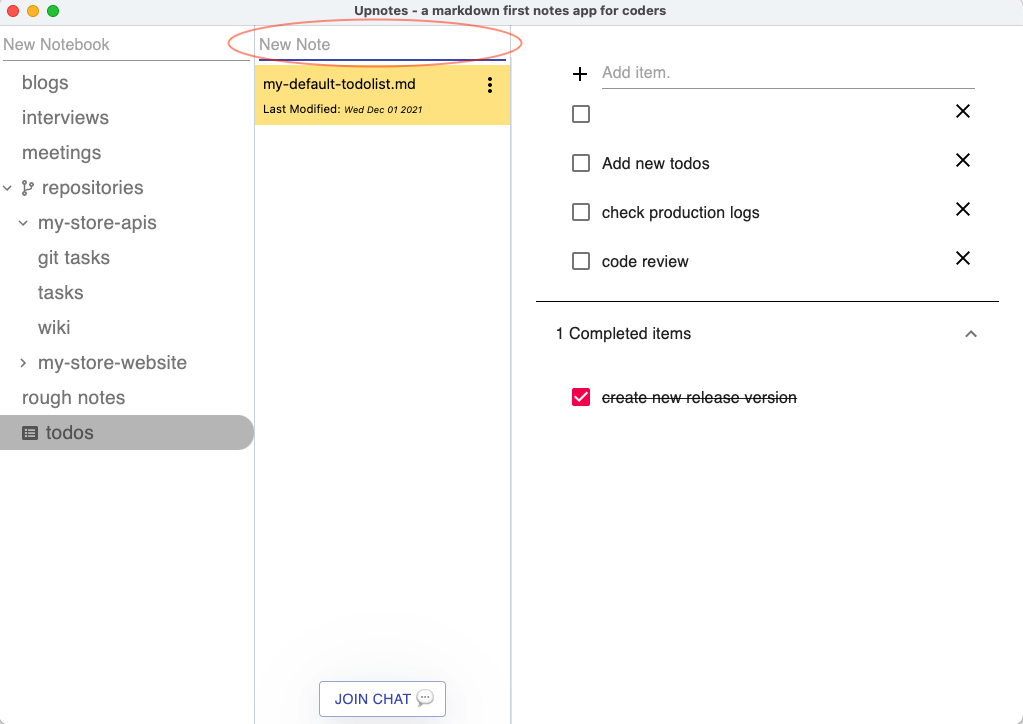 Upnotes - a markdown first notes app for coders
New Notebook
blogs
interviews
meetings
repositories
my-store-apis
git tasks
tasks
wiki
my-store-website
rough notes
todos
New Note
my-default-todolist.md
Last Modified: Wed Dec 01 2021
JOIN CHAT
Add item.
Add new todos
check production logs
code review
1 Completed items
create new release version